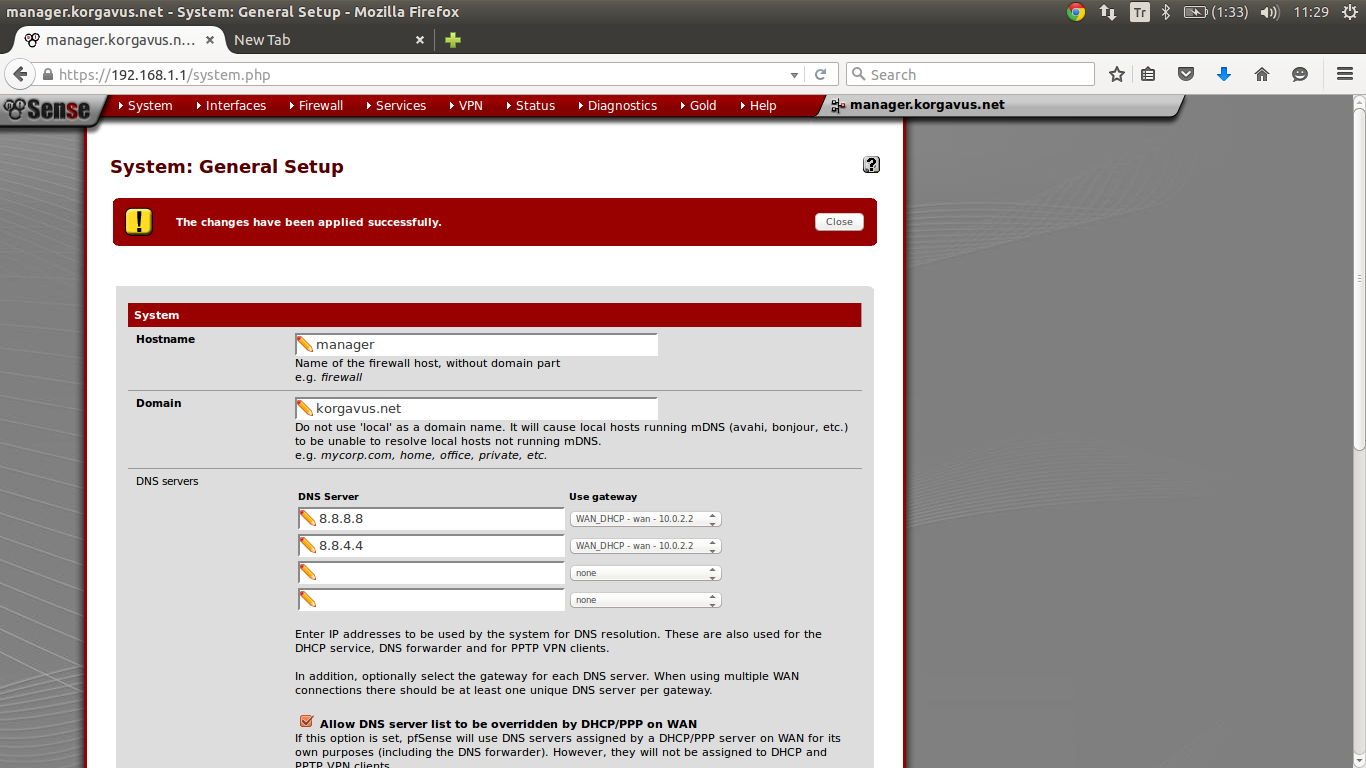 manager.korgavus.net - System: General Setup - Mozilla Firefox
Tr
(1:33)
11:29
manager.korgavus.n...
New Tab
https://192.168.1.1/system.php
Search
Sense
System
Interfaces
Firewall
Services
VPN
Status
Diagnostics
Gold
Help
manager.korgavus.net
System: General Setup
?
The changes have been applied successfully.
Close
System
Hostname
manager
Name of the firewall host, without domain part
e.g. firewall
Domain
korgavus.net
Do not use 'local' as a domain name. It will cause local hosts running mDNS (avahi, bonjour, etc.)
to be unable to resolve local hosts not running mDNS.
e.g. mycorp.com, home, office, private, etc.
DNS servers
DNS Server
Use gateway
8.8.8.8
WAN_DHCP - wan - 10.0.2.2
8.8.4.4
WAN_DHCP - wan - 10.0.2.2
none
none
Enter IP addresses to be used by the system for DNS resolution. These are also used for the
DHCP service, DNS forwarder and for PPTP VPN clients.
In addition, optionally select the gateway for each DNS server. When using multiple WAN
connections there should be at least one unique DNS server per gateway.
Allow DNS server list to be overridden by DHCP/PPP on WAN
If this option is set, pfSense will use DNS servers assigned by a DHCP/PPP server on WAN for its
own purposes (including the DNS forwarder). However, they will not be assigned to DHCP and
PPTP VPN clients.